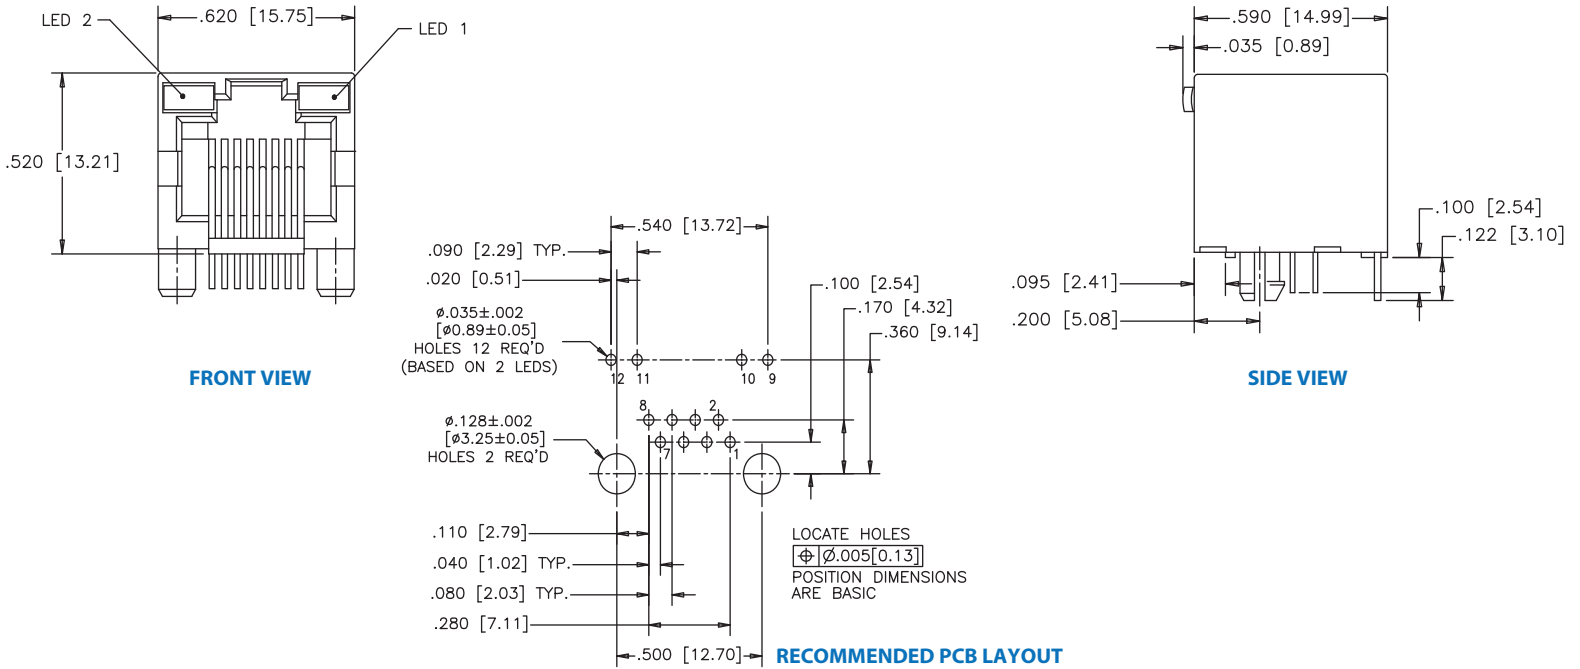 LED 2
.620 [15.75]
LED 1
.520 [13.21]
FRONT VIEW
.540 [13.72]
.090 [2.29] TYP.
.020 [0.51]
ø.035±.002
[ø0.89±0.05]
HOLES 12 REQ'D
(BASED ON 2 LEDS)
.100 [2.54]
.170 [4.32]
.360 [9.14]
12
11
10
9
8
2
7
1
ø.128±.002
[ø3.25±0.05]
HOLES 2 REQ'D
.110 [2.79]
.040 [1.02] TYP.
.080 [2.03] TYP.
.280 [7.11]
.500 [12.70]
LOCATE HOLES
⌖ Ø.005[0.13]
POSITION DIMENSIONS
ARE BASIC
RECOMMENDED PCB LAYOUT
.590 [14.99]
.035 [0.89]
.100 [2.54]
.122 [3.10]
.095 [2.41]
.200 [5.08]
SIDE VIEW